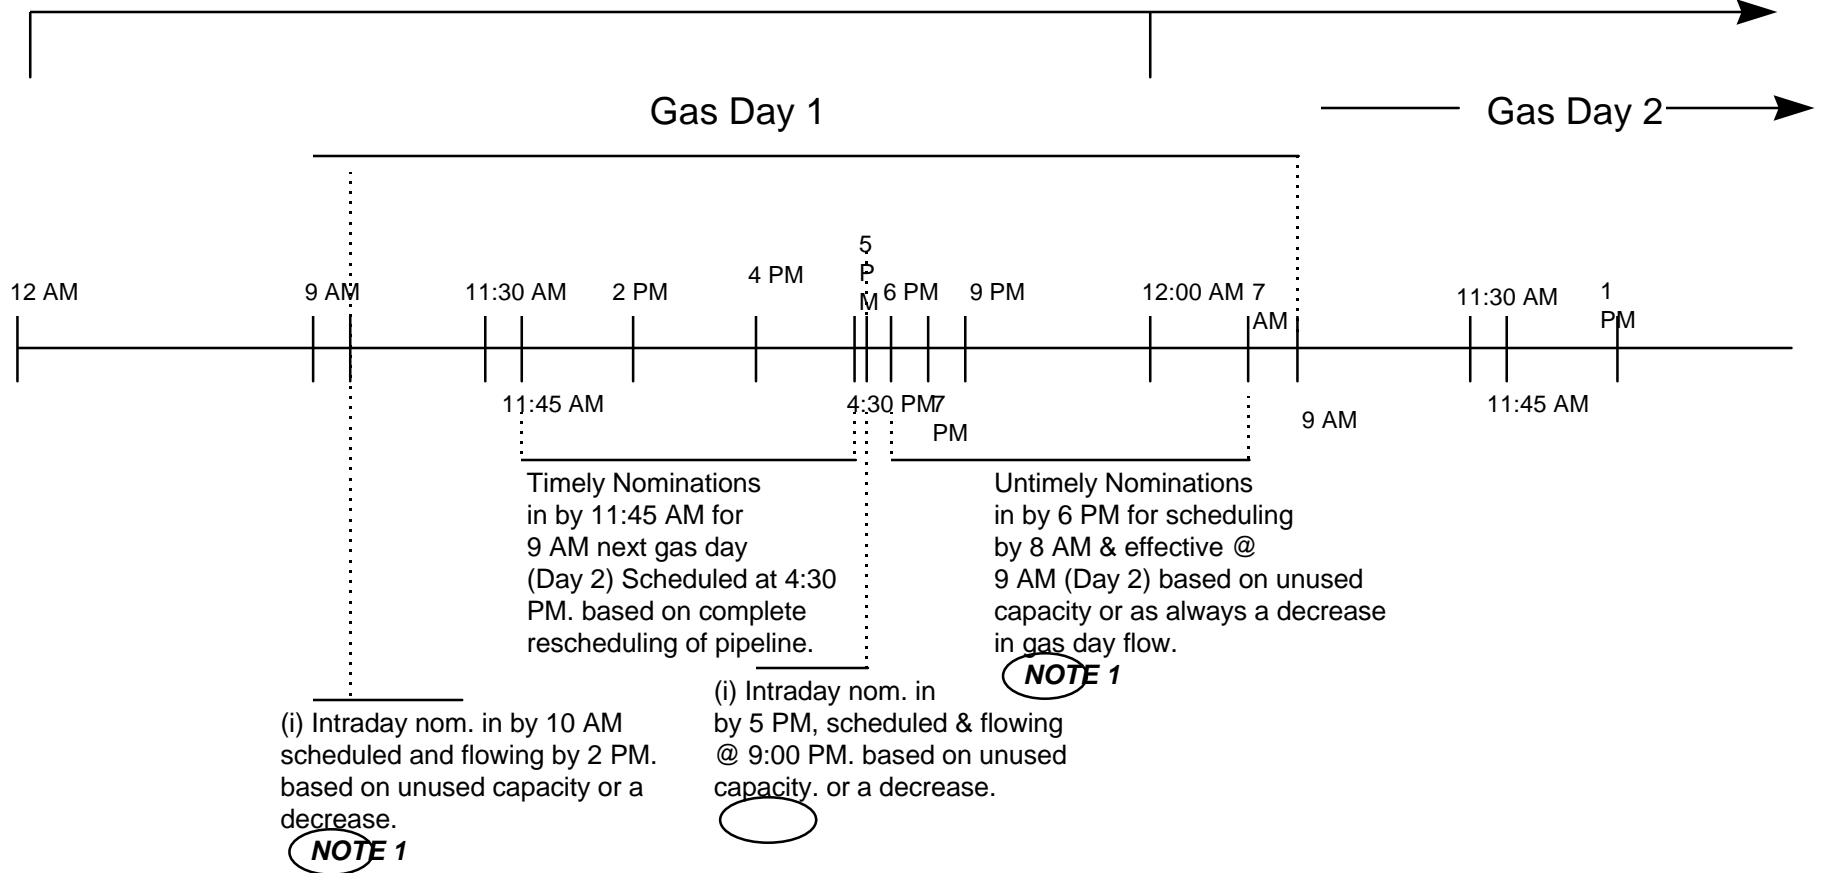 Gas Day 1
Gas Day 2
12 AM
9 AM
11:30 AM
2 PM
4 PM
5
P
M
6 PM
9 PM
12:00 AM
7
AM
11:30 AM
1
PM
11:45 AM
4:30 PM
7
PM
9 AM
11:45 AM
Timely Nominations
in by 11:45 AM for
9 AM next gas day
(Day 2) Scheduled at 4:30
PM. based on complete
rescheduling of pipeline.
Untimely Nominations
in by 6 PM for scheduling
by 8 AM & effective @
9 AM (Day 2) based on unused
capacity or as always a decrease
in gas day flow.
NOTE 1
(i) Intraday nom. in by 10 AM
scheduled and flowing by 2 PM.
based on unused capacity or a
decrease.
NOTE 1
(i) Intraday nom. in
by 5 PM, scheduled & flowing
@ 9:00 PM. based on unused
capacity. or a decrease.